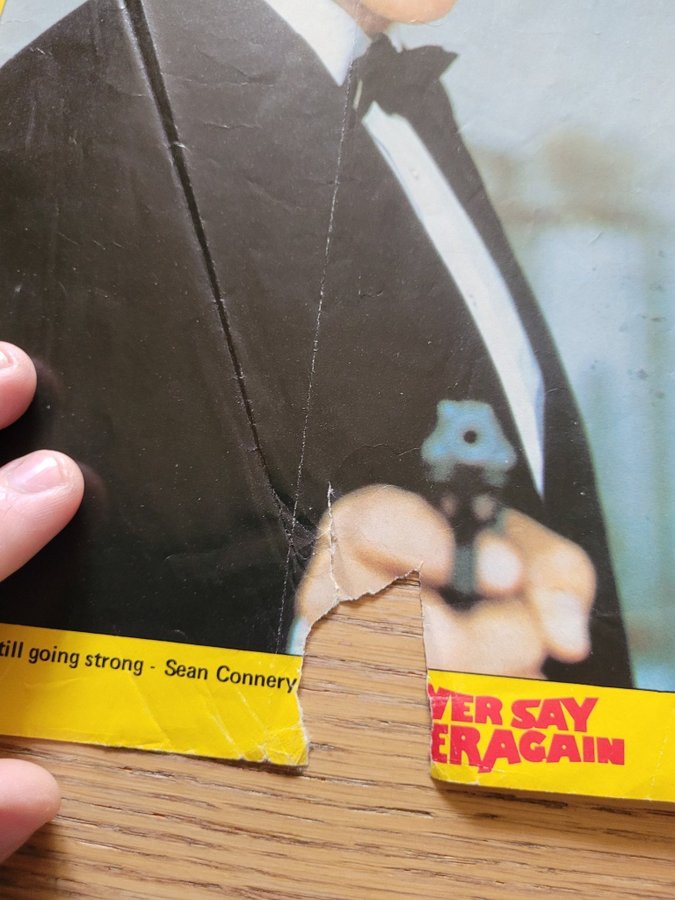 till going strong - Sean Connery
VER SAY
ERAGAIN